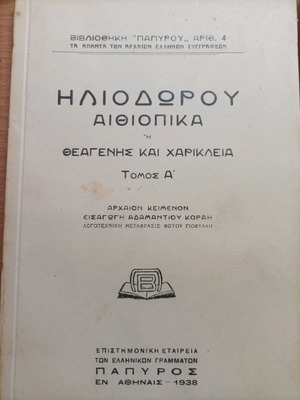 ΒΙΒΛΙΟΘΗΚΗ "ΠΑΠΥΡΟΥ,, ΑΡΙΘ. 4
ΤΑ ΑΠΑΝΤΑ ΤΩΝ ΑΡΧΑΙΩΝ ΕΛΛΗΝΩΝ ΣΥΓΓΡΑΦΕΩΝ
ΗΛΙΟΔΩΡΟΥ
ΑΙΘΙΟΠΙΚΑ
Ἤ
ΘΕΑΓΕΝΗΣ ΚΑΙ ΧΑΡΙΚΛΕΙΑ
ΤΟΜΟΣ Α'
ΑΡΧΑΙΟΝ ΚΕΙΜΕΝΟΝ
ΕΙΣΑΓΩΓΗ ΑΔΑΜΑΝΤΙΟΥ ΚΟΡΑΗ
ΛΟΓΟΤΕΧΝΙΚΗ ΜΕΤΑΦΡΑΣΙΣ ΦΩΤΟΥ ΓΙΟΦΥΛΛΗ
ΕΠΙΣΤΗΜΟΝΙΚΗ ΕΤΑΙΡΕΙΑ
ΤΩΝ ΕΛΛΗΝΙΚΩΝ ΓΡΑΜΜΑΤΩΝ
ΠΑΠΥΡΟΣ
ΕΝ ΑΘΗΝΑΙΣ — 1938